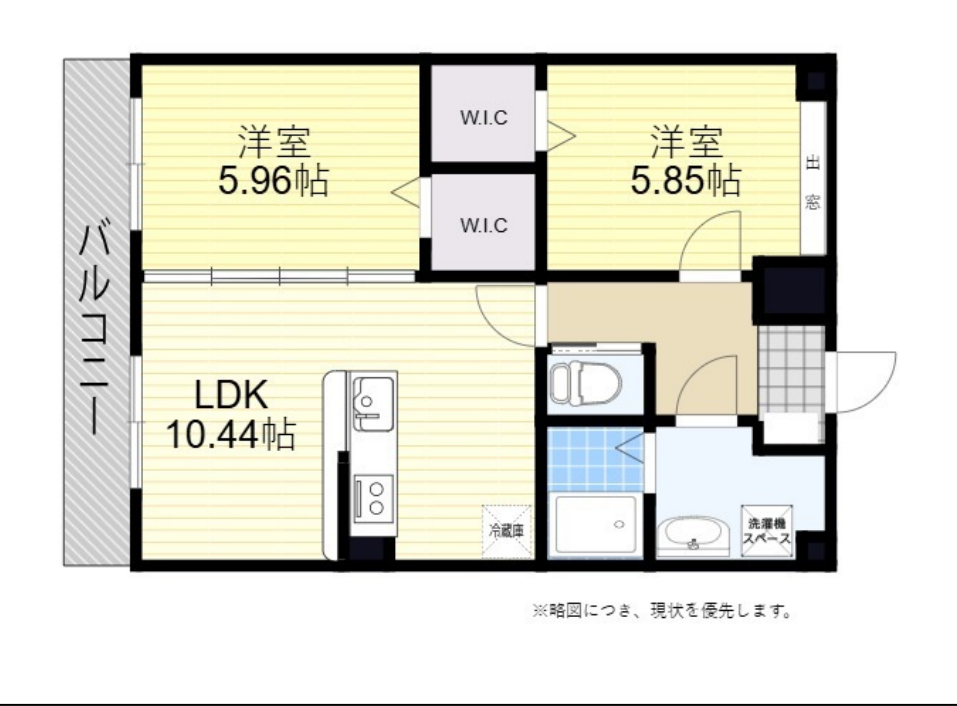 洋室
5.96帖
W.I.C
洋室
5.85帖
出窓
W.I.C
バルコニー
LDK
10.44帖
冷蔵庫
洗濯機
スペース
※略図につき、現状を優先します。